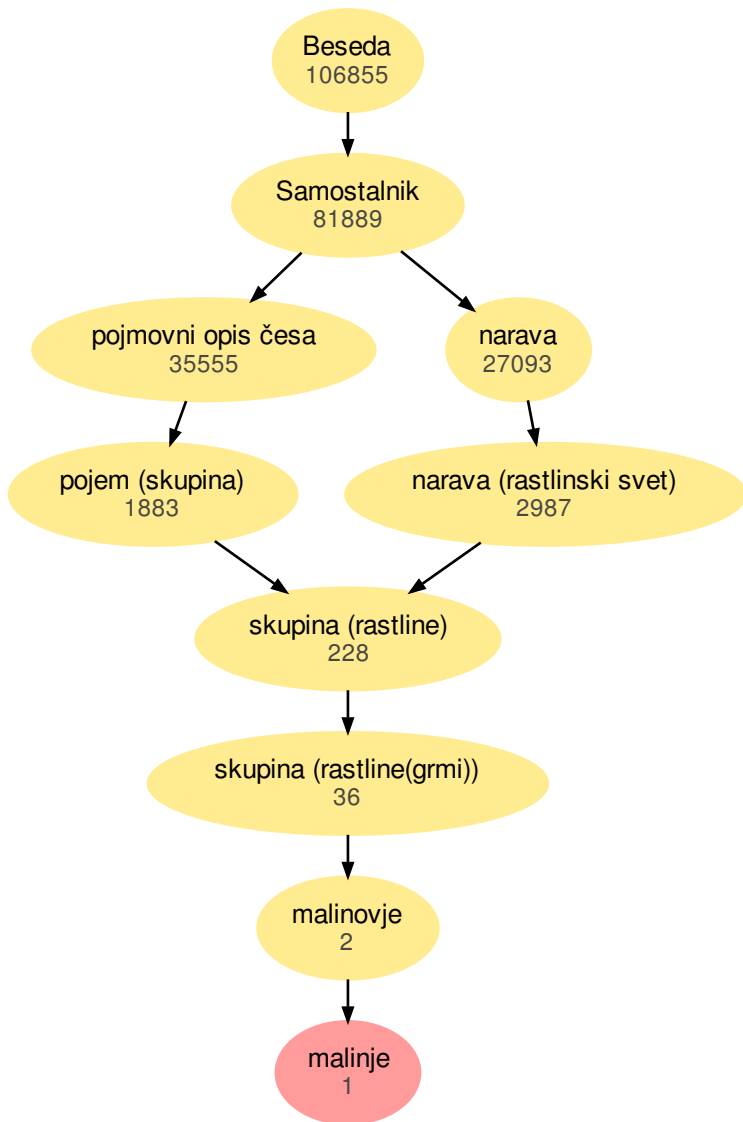 Beseda
106855
Samostalnik
81889
pojmovni opis česa
35555
narava
27093
pojem (skupina)
1883
narava (rastlinski svet)
2987
skupina (rastline)
228
skupina (rastline(grmi))
36
malinovje
2
malinje
1